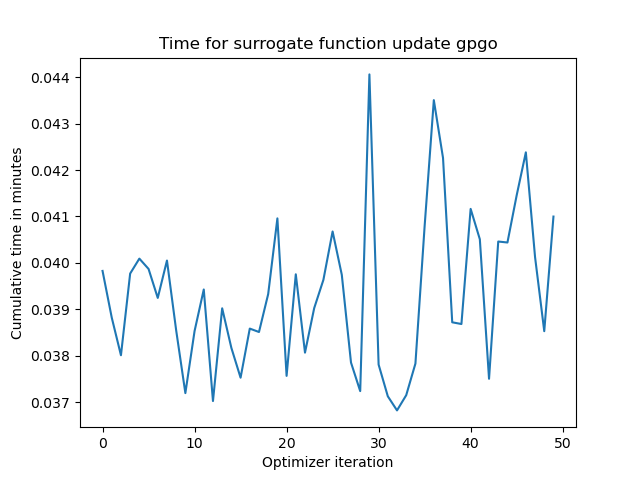 Time for surrogate function update gpgo
0.044
0.043
0.042
0.041
0.040
0.039
0.038
0.037
Cumulative time in minutes
0 10 20 30 40 50
Optimizer iteration